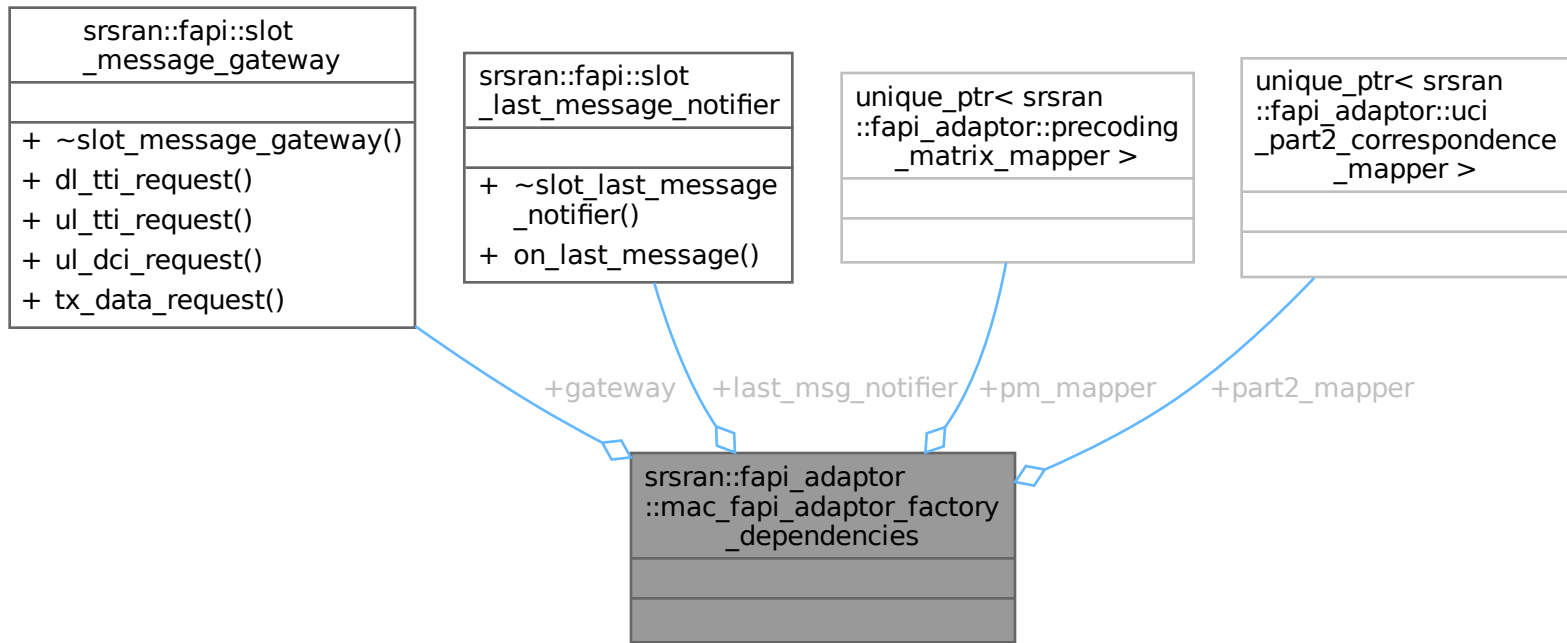 srsran::fapi::slot
_message_gateway
+ ~slot_message_gateway()
+ dl_tti_request()
+ ul_tti_request()
+ ul_dci_request()
+ tx_data_request()
srsran::fapi::slot
_last_message_notifier
+ ~slot_last_message
_notifier()
+ on_last_message()
unique_ptr< srsran
::fapi_adaptor::precoding
_matrix_mapper >
unique_ptr< srsran
::fapi_adaptor::uci
_part2_correspondence
_mapper >
+gateway
+last_msg_notifier
+pm_mapper
+part2_mapper
srsran::fapi_adaptor
::mac_fapi_adaptor_factory
_dependencies